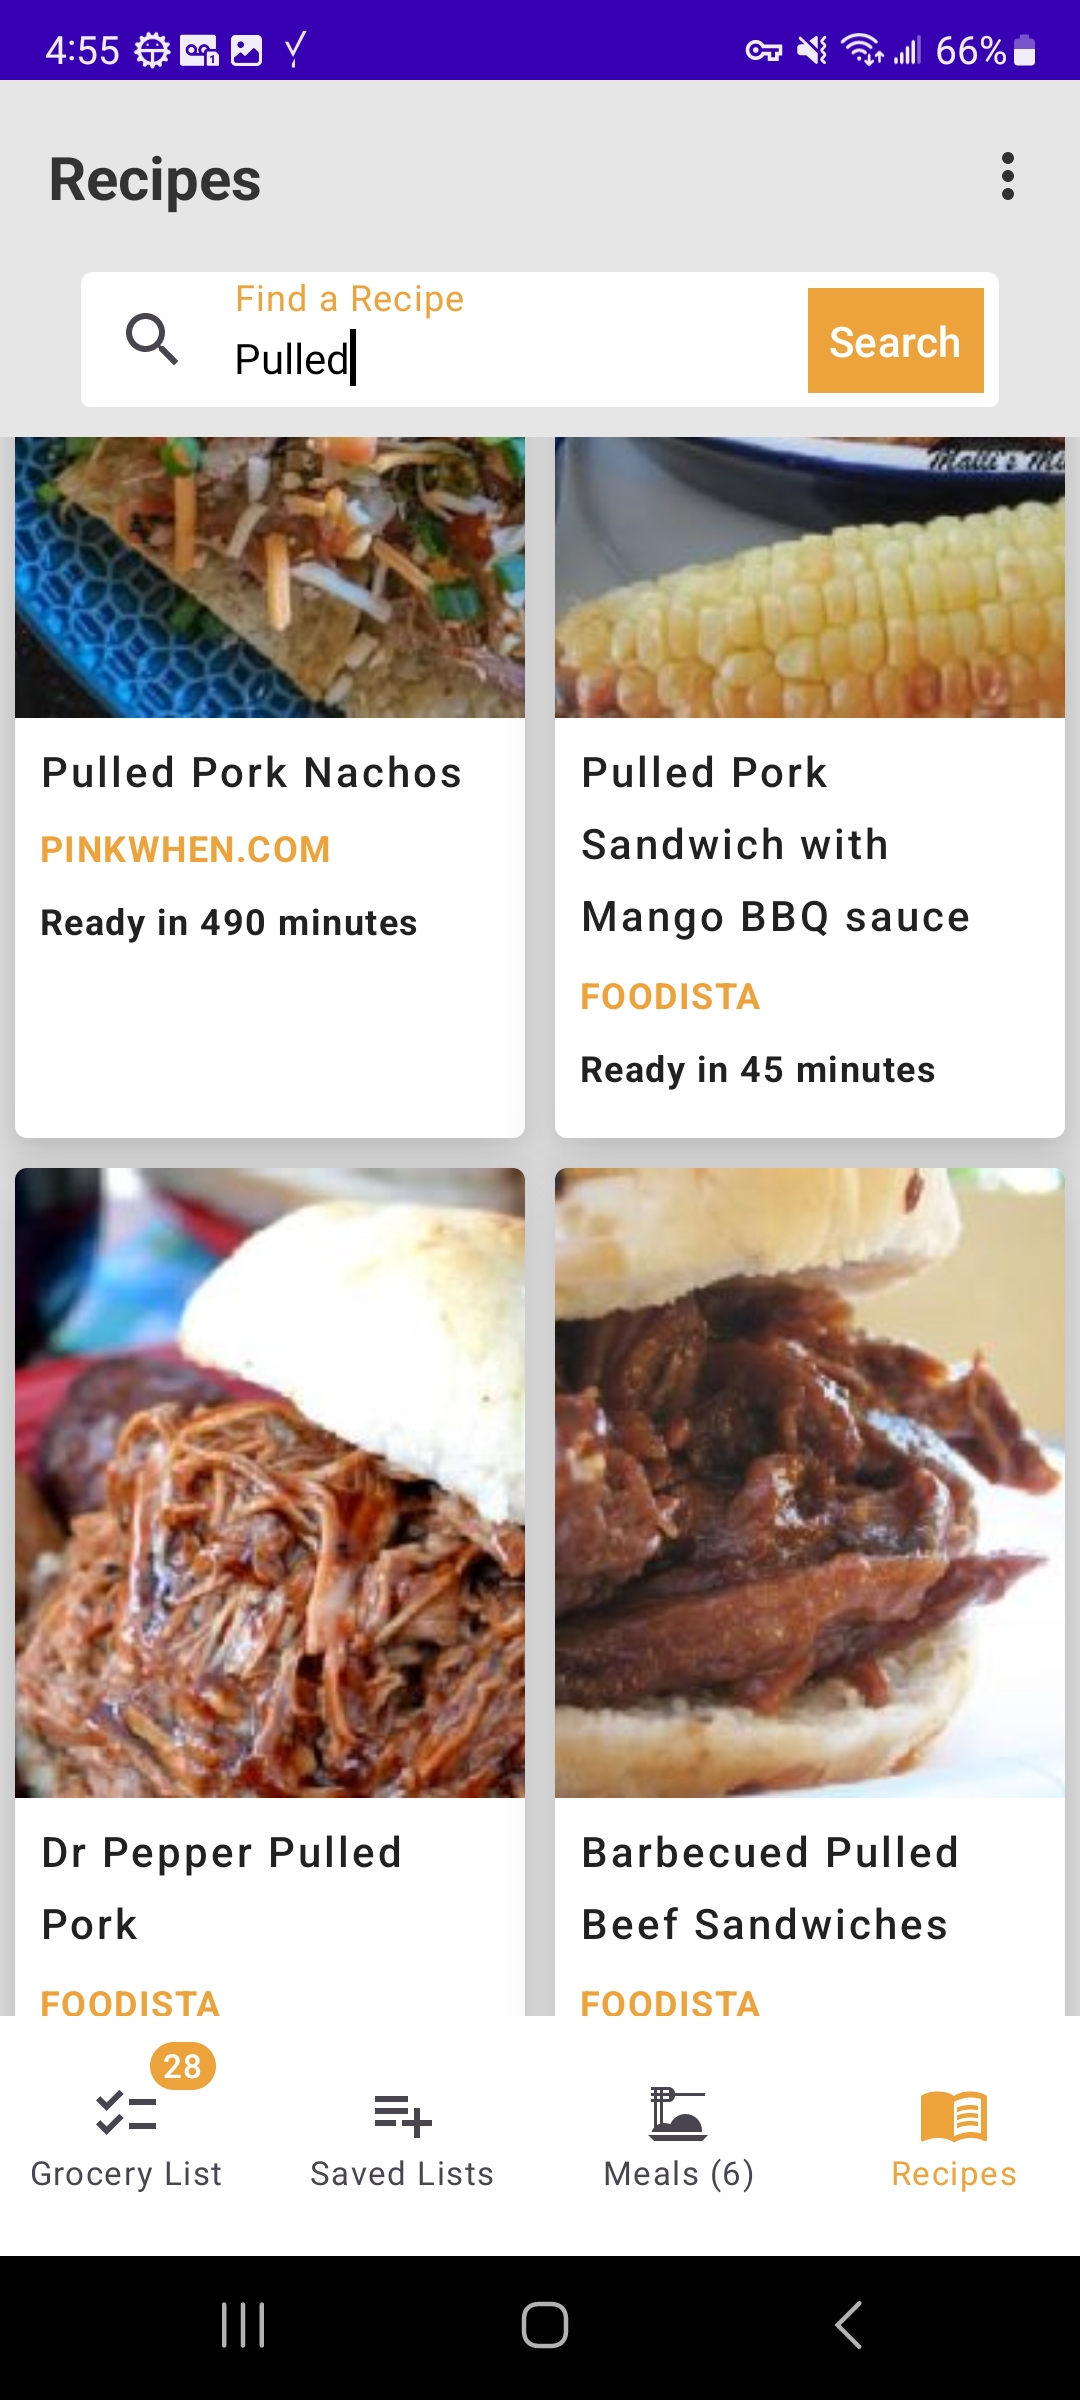 4:55
66%
Recipes
Find a Recipe
Pulled
Search
Pulled Pork Nachos
PINKWHEN.COM
Ready in 490 minutes
Pulled Pork
Sandwich with
Mango BBQ sauce
FOODISTA
Ready in 45 minutes
Dr Pepper Pulled
Pork
FOODISTA
Barbecued Pulled
Beef Sandwiches
FOODISTA
28
Grocery List
Saved Lists
Meals (6)
Recipes